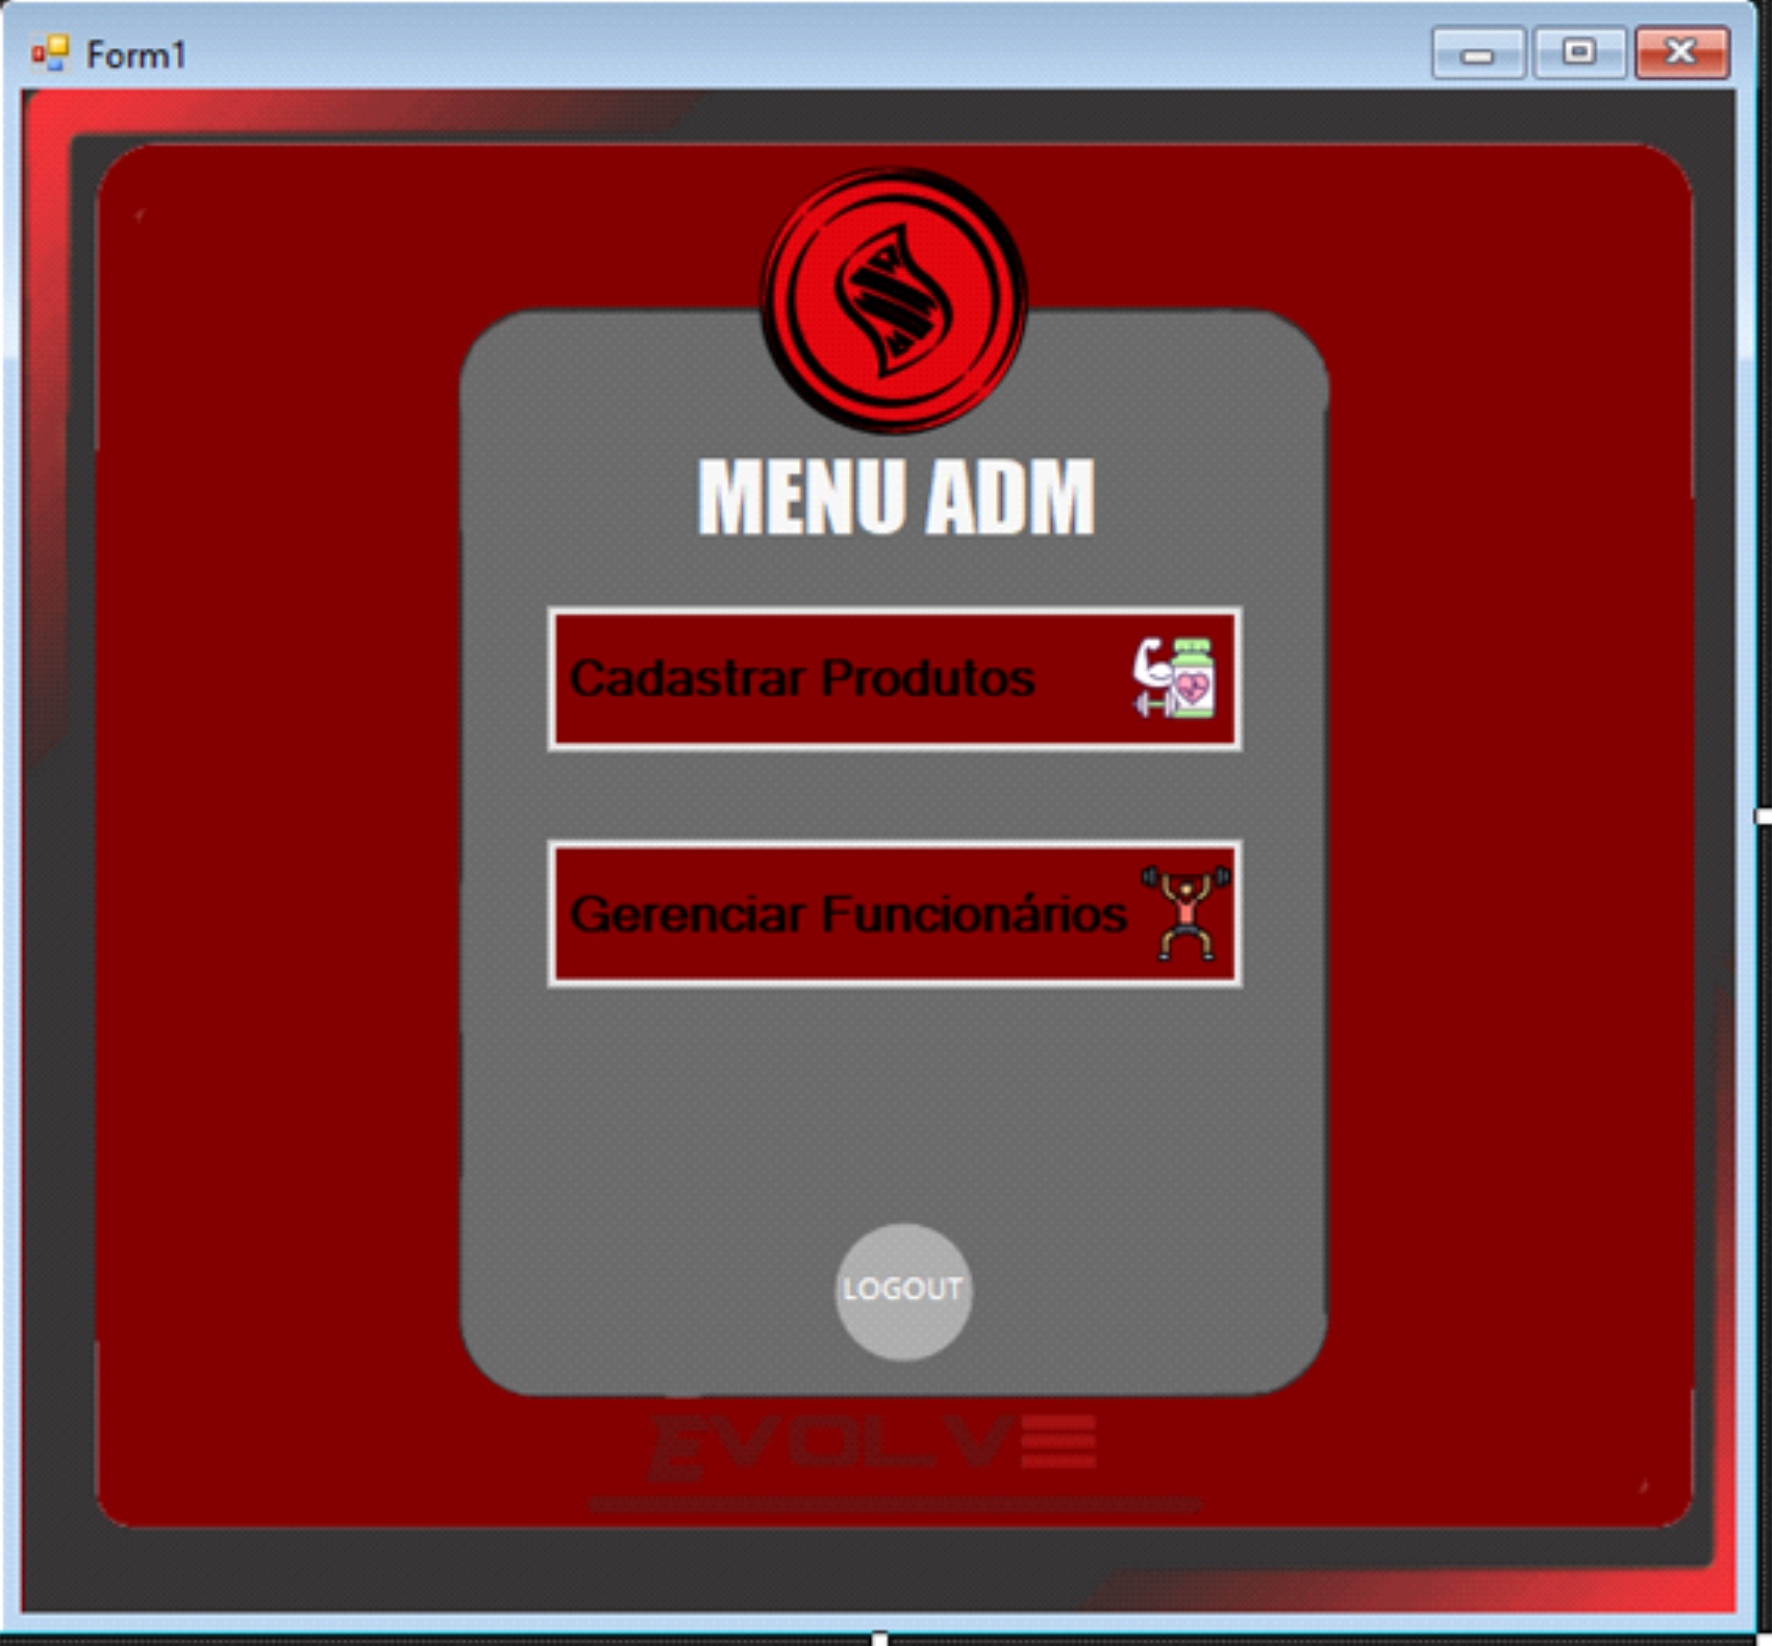 Form1
MENU ADM
Cadastrar Produtos
Gerenciar Funcionários
LOGOUT
EVOLVE